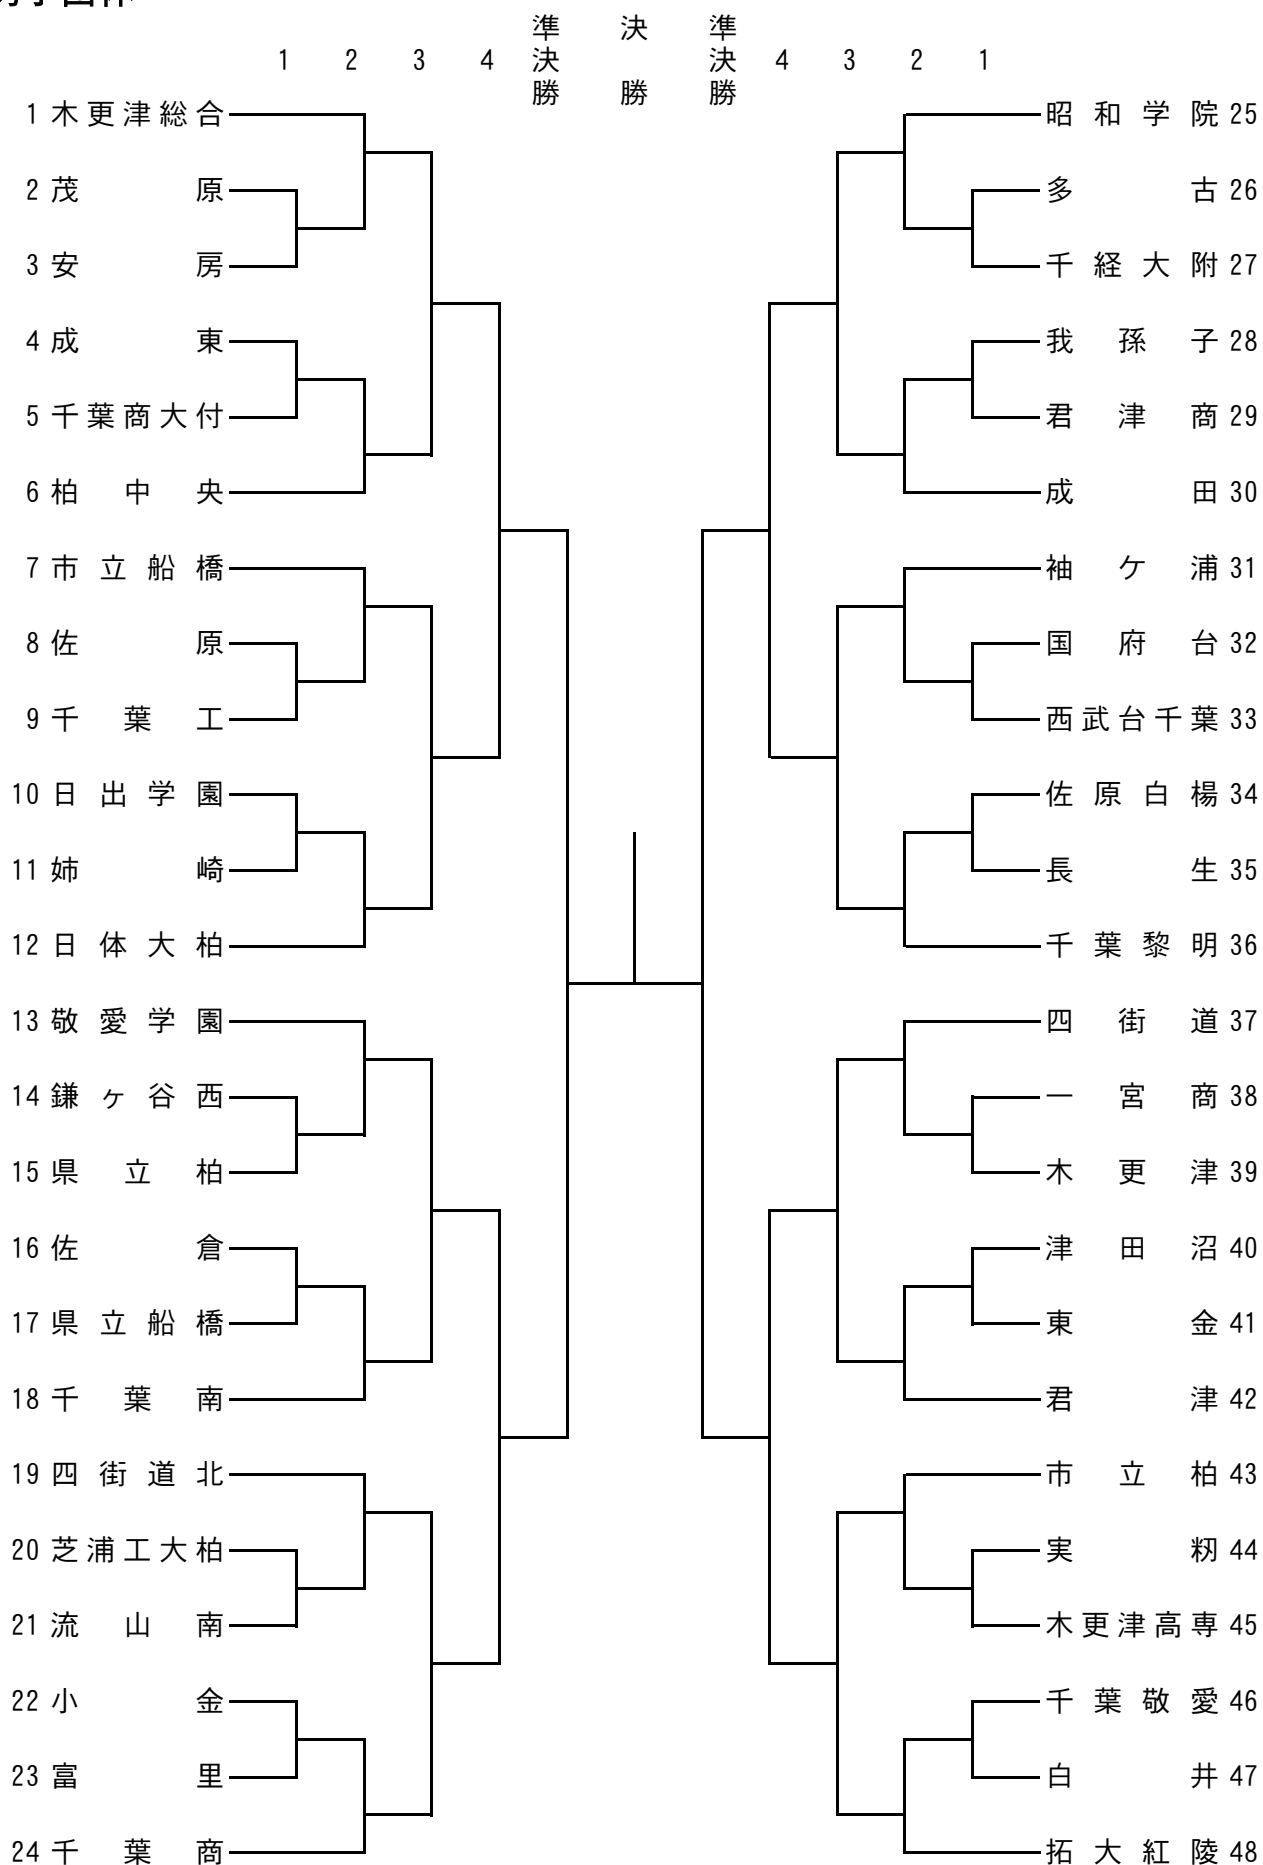 準決勝 決勝 準決勝
1 2 3 4 4 3 2 1
1 木更津総合 昭和学院 25
2 茂原 多古 26
3 安房 千経大附 27
4 成東 我孫子 28
5 千葉商大付 君津商 29
6 柏中央 成田 30
7 市立船橋 袖ケ浦 31
8 佐原 国府台 32
9 千葉工 西武台千葉 33
10 日出学園 佐原白楊 34
11 姉崎 長生 35
12 日体大柏 千葉黎明 36
13 敬愛学園 四街道 37
14 鎌ヶ谷西 一宮商 38
15 県立柏 木更津 39
16 佐倉 津田沼 40
17 県立船橋 東金 41
18 千葉南 君津 42
19 四街道北 市立柏 43
20 芝浦工大柏 実籾 44
21 流山南 木更津高専 45
22 小金 千葉敬愛 46
23 富里 白井 47
24 千葉商 拓大紅陵 48